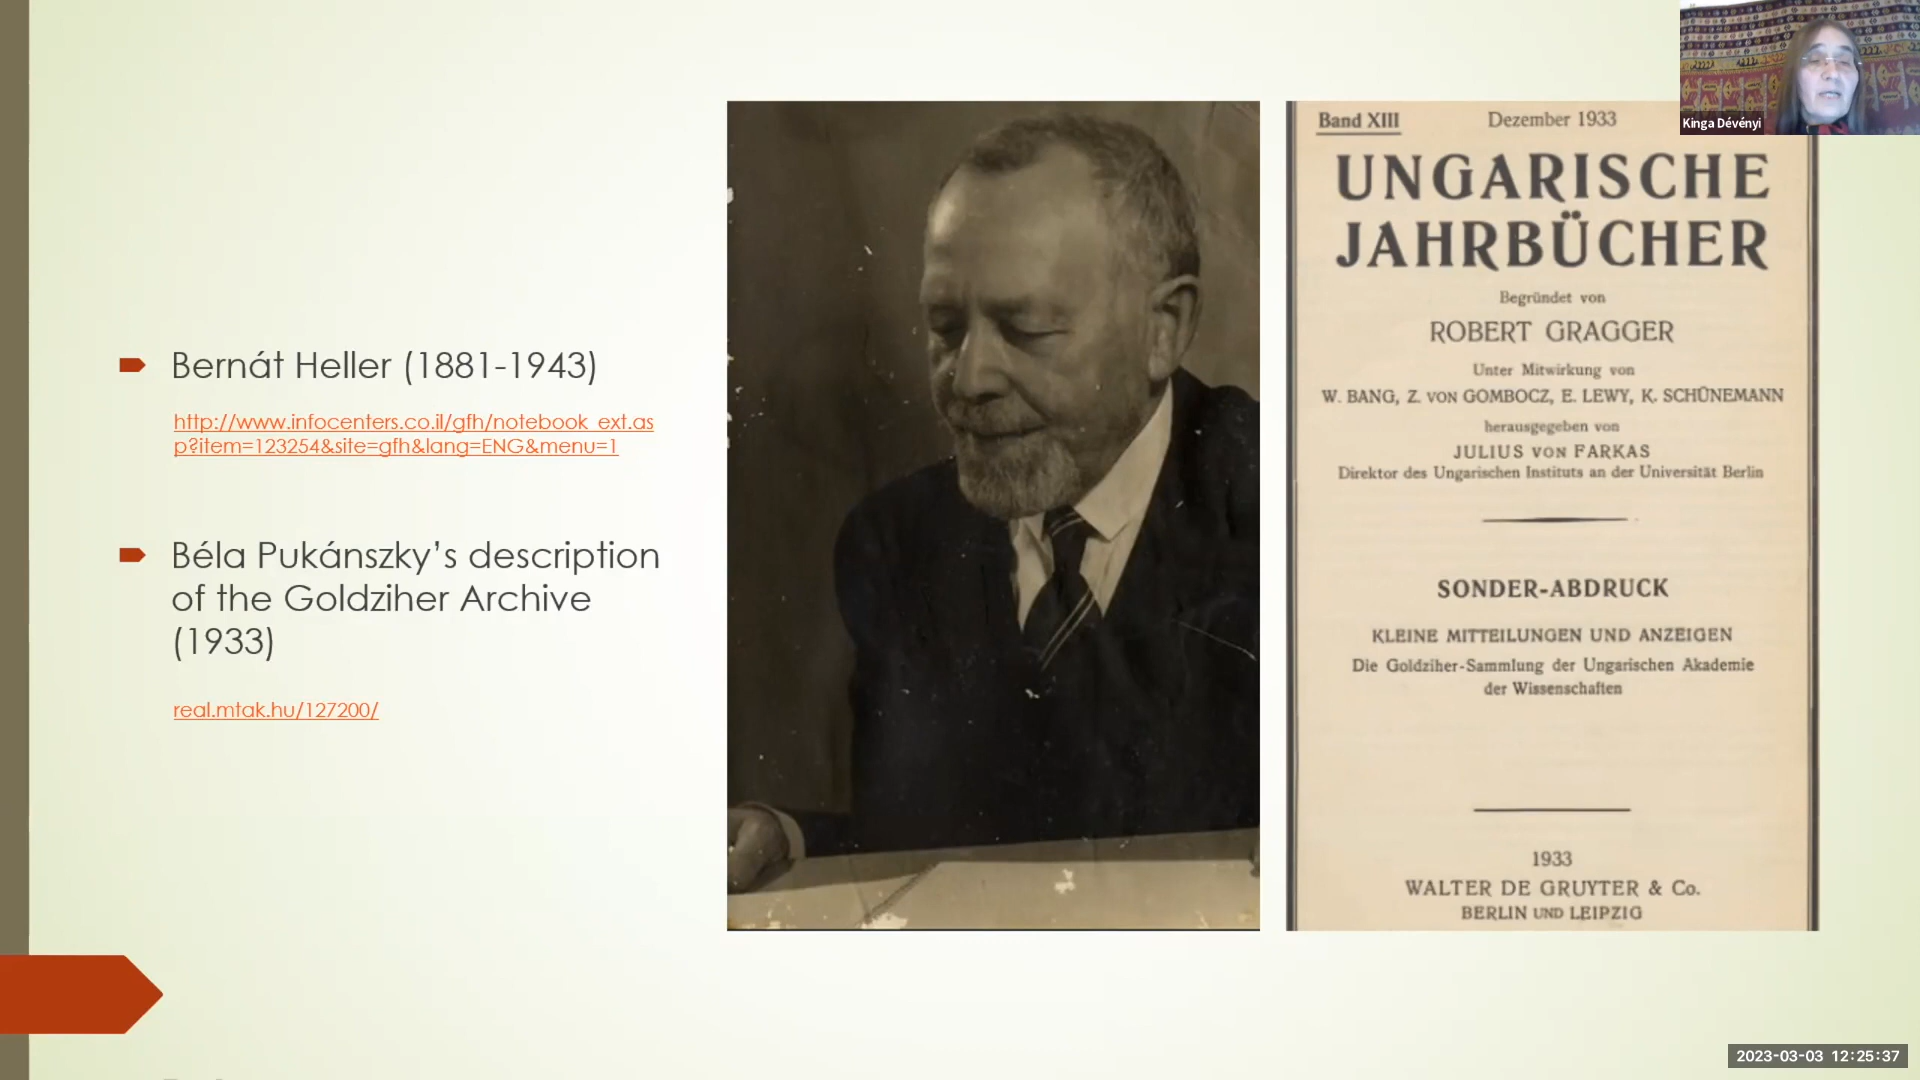 Bernát Heller (1881-1943)
http://www.infocenters.co.il/gfh/notebook_ext.as
p?item=123254&site=gfh&lang=ENG&menu=1
Béla Pukánszky’s description
of the Goldziher Archive
(1933)
real.mtak.hu/127200/
Band XIII
Dezember 1933
UNGARISCHE
JAHRBÜCHER
Begründet von
ROBERT GRAGGER
Unter Mitwirkung von
W. BANG, Z. VON GOMBOCZ, E. LEWY, K. SCHÜNEMANN
herausgegeben von
JULIUS VON FARKAS
Direktor des Ungarischen Instituts an der Universität Berlin
SONDER-ABDRUCK
KLEINE MITTEILUNGEN UND ANZEIGEN
Die Goldziher-Sammlung der Ungarischen Akademie
der Wissenschaften
1933
WALTER DE GRUYTER & Co.
BERLIN UND LEIPZIG
Kinga Dévényi
2023-03-03 12:25:37